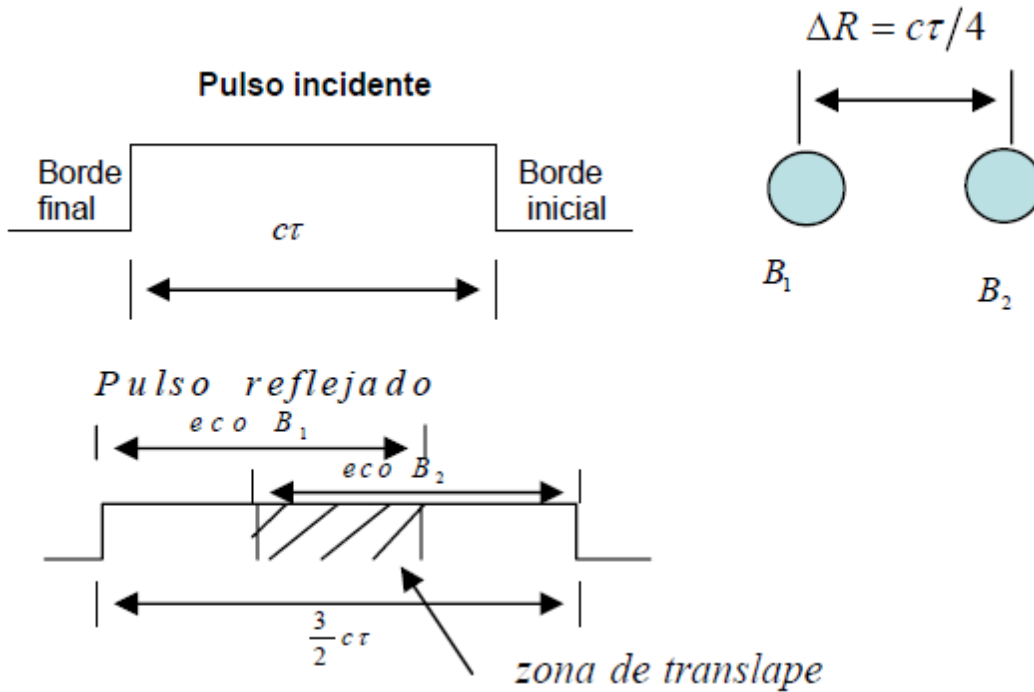 ΔR = cτ/4
Pulso incidente
Borde
final
Borde
inicial
cτ
B₁
B₂
Pulso reflejado
eco B₁
eco B₂
3/2 cτ
zona de translape